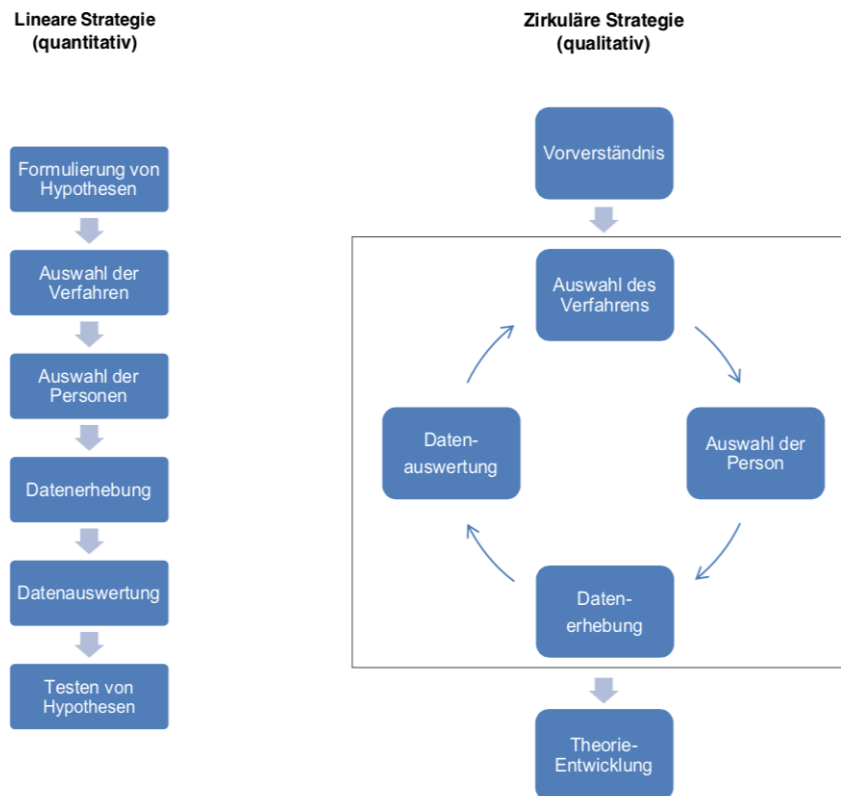 Lineare Strategie
(quantitativ)
Formulierung von
Hypothesen
Auswahl der
Verfahren
Auswahl der
Personen
Datenerhebung
Datenauswertung
Testen von
Hypothesen
Zirkuläre Strategie
(qualitativ)
Vorverständnis
Auswahl des
Verfahrens
Auswahl der
Person
Daten-
erhebung
Daten-
auswertung
Theorie-
Entwicklung